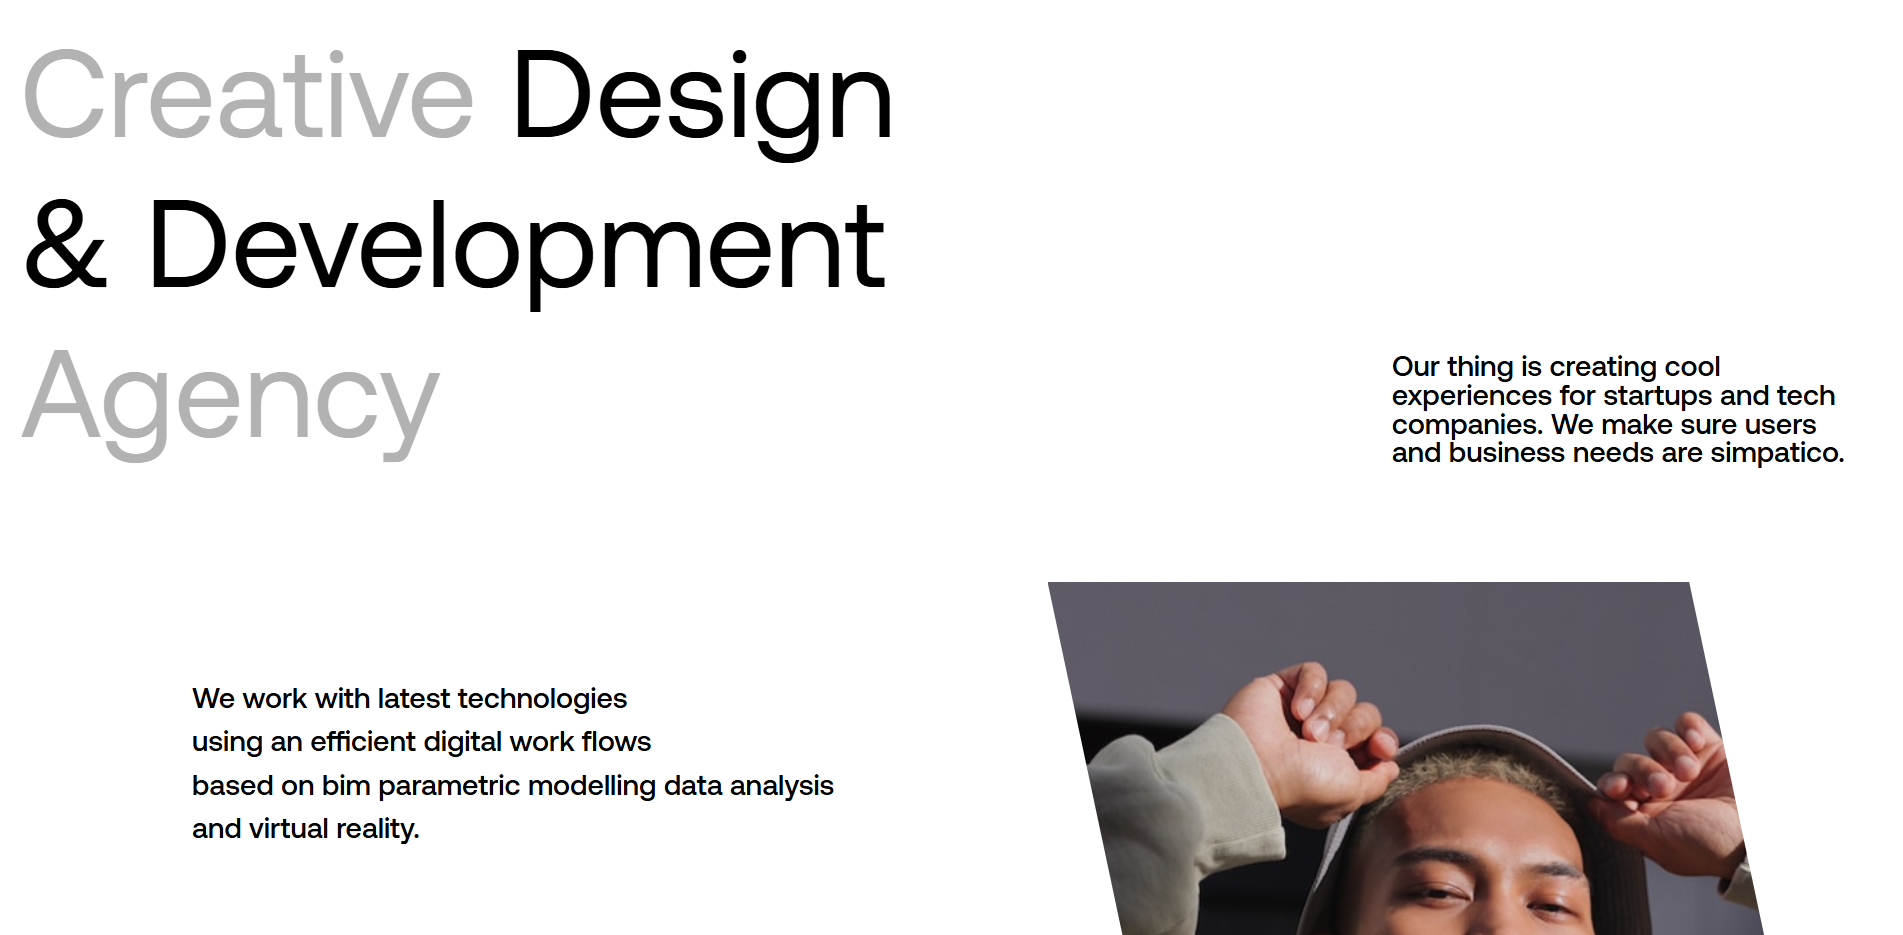 Creative Design
& Development
Agency
Our thing is creating cool
experiences for startups and tech
companies. We make sure users
and business needs are simpatico.
We work with latest technologies
using an efficient digital work flows
based on bim parametric modelling data analysis
and virtual reality.